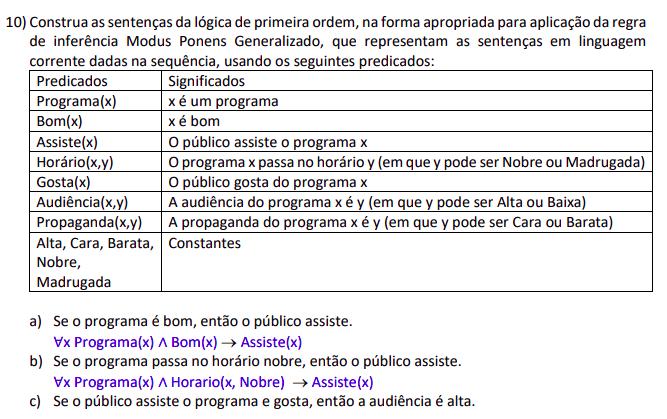 10) Construa as sentenças da lógica de primeira ordem, na forma apropriada para aplicação da regra
de inferência Modus Ponens Generalizado, que representam as sentenças em linguagem
corrente dadas na sequência, usando os seguintes predicados:
Predicados Significados
Programa(x) x é um programa
Bom(x) x é bom
Assiste(x) O público assiste o programa x
Horário(x,y) O programa x passa no horário y (em que y pode ser Nobre ou Madrugada)
Gosta(x) O público gosta do programa x
Audiência(x,y) A audiência do programa x é y (em que y pode ser Alta ou Baixa)
Propaganda(x,y) A propaganda do programa x é y (em que y pode ser Cara ou Barata)
Alta, Cara, Barata, Constantes
Nobre,
Madrugada
a) Se o programa é bom, então o público assiste.
∀x Programa(x) Λ Bom(x) → Assiste(x)
b) Se o programa passa no horário nobre, então o público assiste.
∀x Programa(x) Λ Horario(x, Nobre) → Assiste(x)
c) Se o público assiste o programa e gosta, então a audiência é alta.